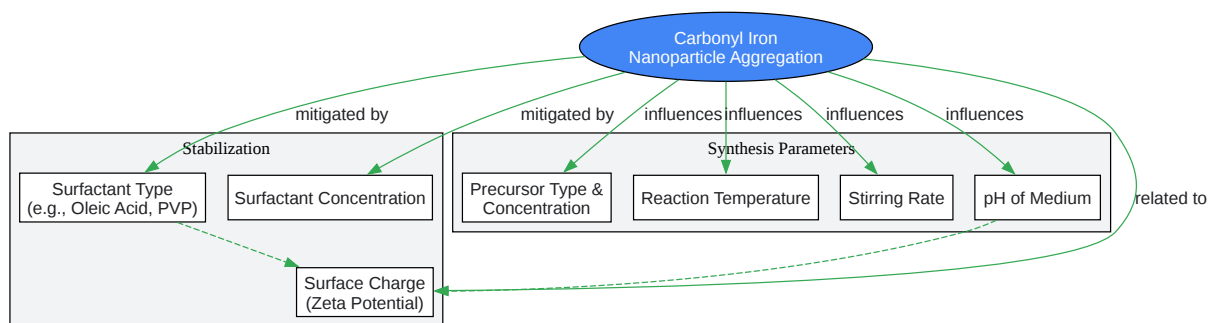 Carbonyl Iron
Nanoparticle Aggregation
mitigated by
mitigated by
influences
influences
influences
influences
related to
Stabilization
Synthesis Parameters
Surfactant Type
(e.g., Oleic Acid, PVP)
Surfactant Concentration
Precursor Type &
Concentration
Reaction Temperature
Stirring Rate
pH of Medium
Surface Charge
(Zeta Potential)